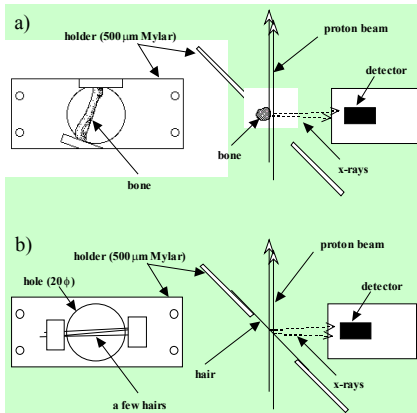 a)
holder (500 µm Mylar)
proton beam
detector
bone
bone
x-rays
b)
holder (500 µm Mylar)
proton beam
hole (20 ϕ)
detector
hair
a few hairs
x-rays